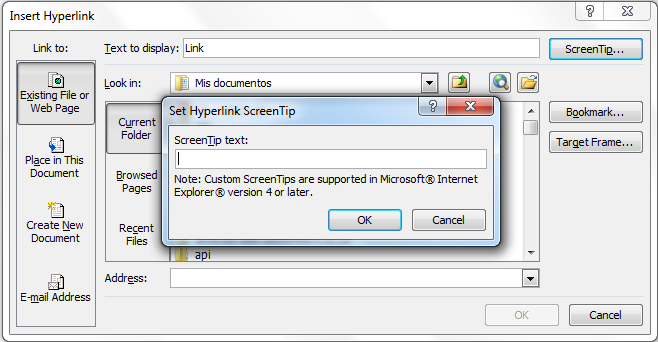 Insert Hyperlink
Link to:
Text to display: Link
ScreenTip...
Existing File or
Web Page
Look in: Mis documentos
Current
Folder
Bookmark...
Target Frame...
Place in This
Document
Browsed
Pages
Create New
Document
Recent
Files
api
E-mail Address
Address:
OK
Cancel
Set Hyperlink ScreenTip
ScreenTip text:
Note: Custom ScreenTips are supported in Microsoft® Internet
Explorer® version 4 or later.
OK
Cancel